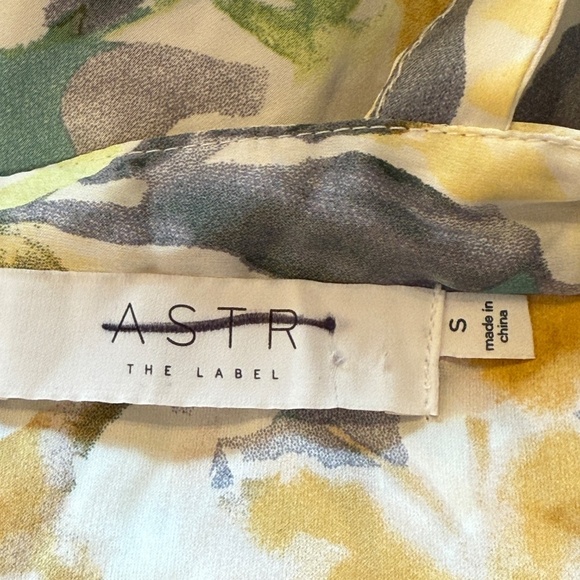 ASTR
THE LABEL
S
made in
china